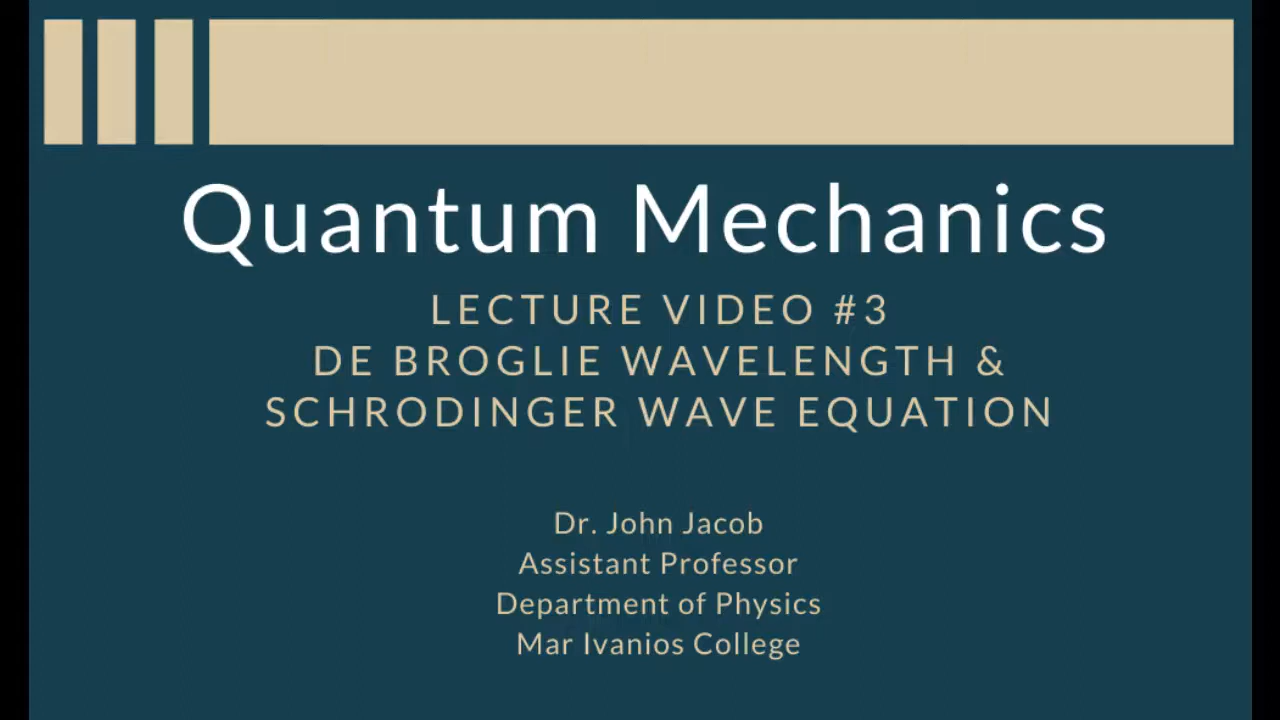 Quantum Mechanics
LECTURE VIDEO #3
DE BROGLIE WAVELENGTH &
SCHRODINGER WAVE EQUATION
Dr. John Jacob
Assistant Professor
Department of Physics
Mar Ivanios College